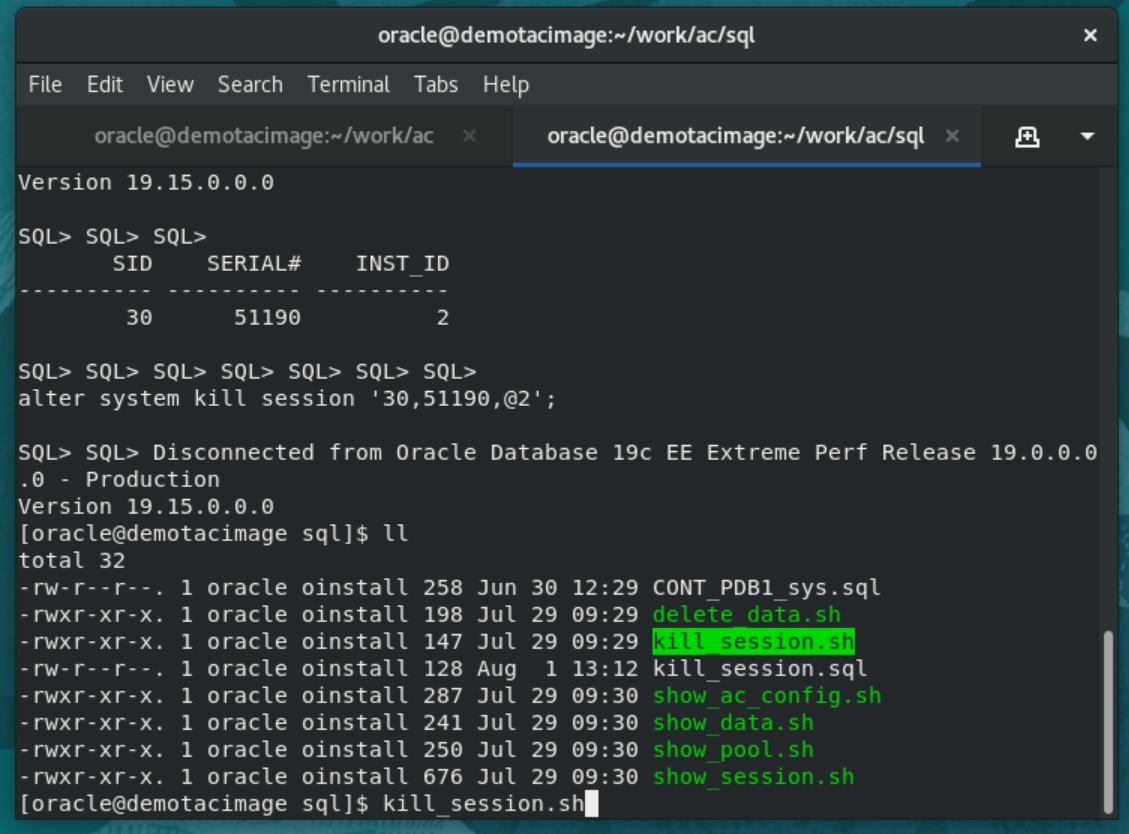 oracle@demotacimage:~/work/ac/sql ×
File Edit View Search Terminal Tabs Help
oracle@demotacimage:~/work/ac × oracle@demotacimage:~/work/ac/sql ×
Version 19.15.0.0.0
SQL> SQL> SQL>
       SID    SERIAL#    INST_ID
---------- ---------- ----------
        30      51190          2
SQL> SQL> SQL> SQL> SQL> SQL> SQL>
alter system kill session '30,51190,@2';
SQL> SQL> Disconnected from Oracle Database 19c EE Extreme Perf Release 19.0.0.0
.0 - Production
Version 19.15.0.0.0
[oracle@demotacimage sql]$ ll
total 32
-rw-r--r--. 1 oracle oinstall 258 Jun 30 12:29 CONT_PDB1_sys.sql
-rwxr-xr-x. 1 oracle oinstall 198 Jul 29 09:29 delete_data.sh
-rwxr-xr-x. 1 oracle oinstall 147 Jul 29 09:29 kill_session.sh
-rw-r--r--. 1 oracle oinstall 128 Aug  1 13:12 kill_session.sql
-rwxr-xr-x. 1 oracle oinstall 287 Jul 29 09:30 show_ac_config.sh
-rwxr-xr-x. 1 oracle oinstall 241 Jul 29 09:30 show_data.sh
-rwxr-xr-x. 1 oracle oinstall 250 Jul 29 09:30 show_pool.sh
-rwxr-xr-x. 1 oracle oinstall 676 Jul 29 09:30 show_session.sh
[oracle@demotacimage sql]$ kill_session.sh